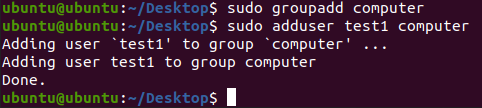 ubuntu@ubuntu:~/Desktop$ sudo groupadd computer
ubuntu@ubuntu:~/Desktop$ sudo adduser test1 computer
Adding user `test1' to group `computer' ...
Adding user test1 to group computer
Done.
ubuntu@ubuntu:~/Desktop$